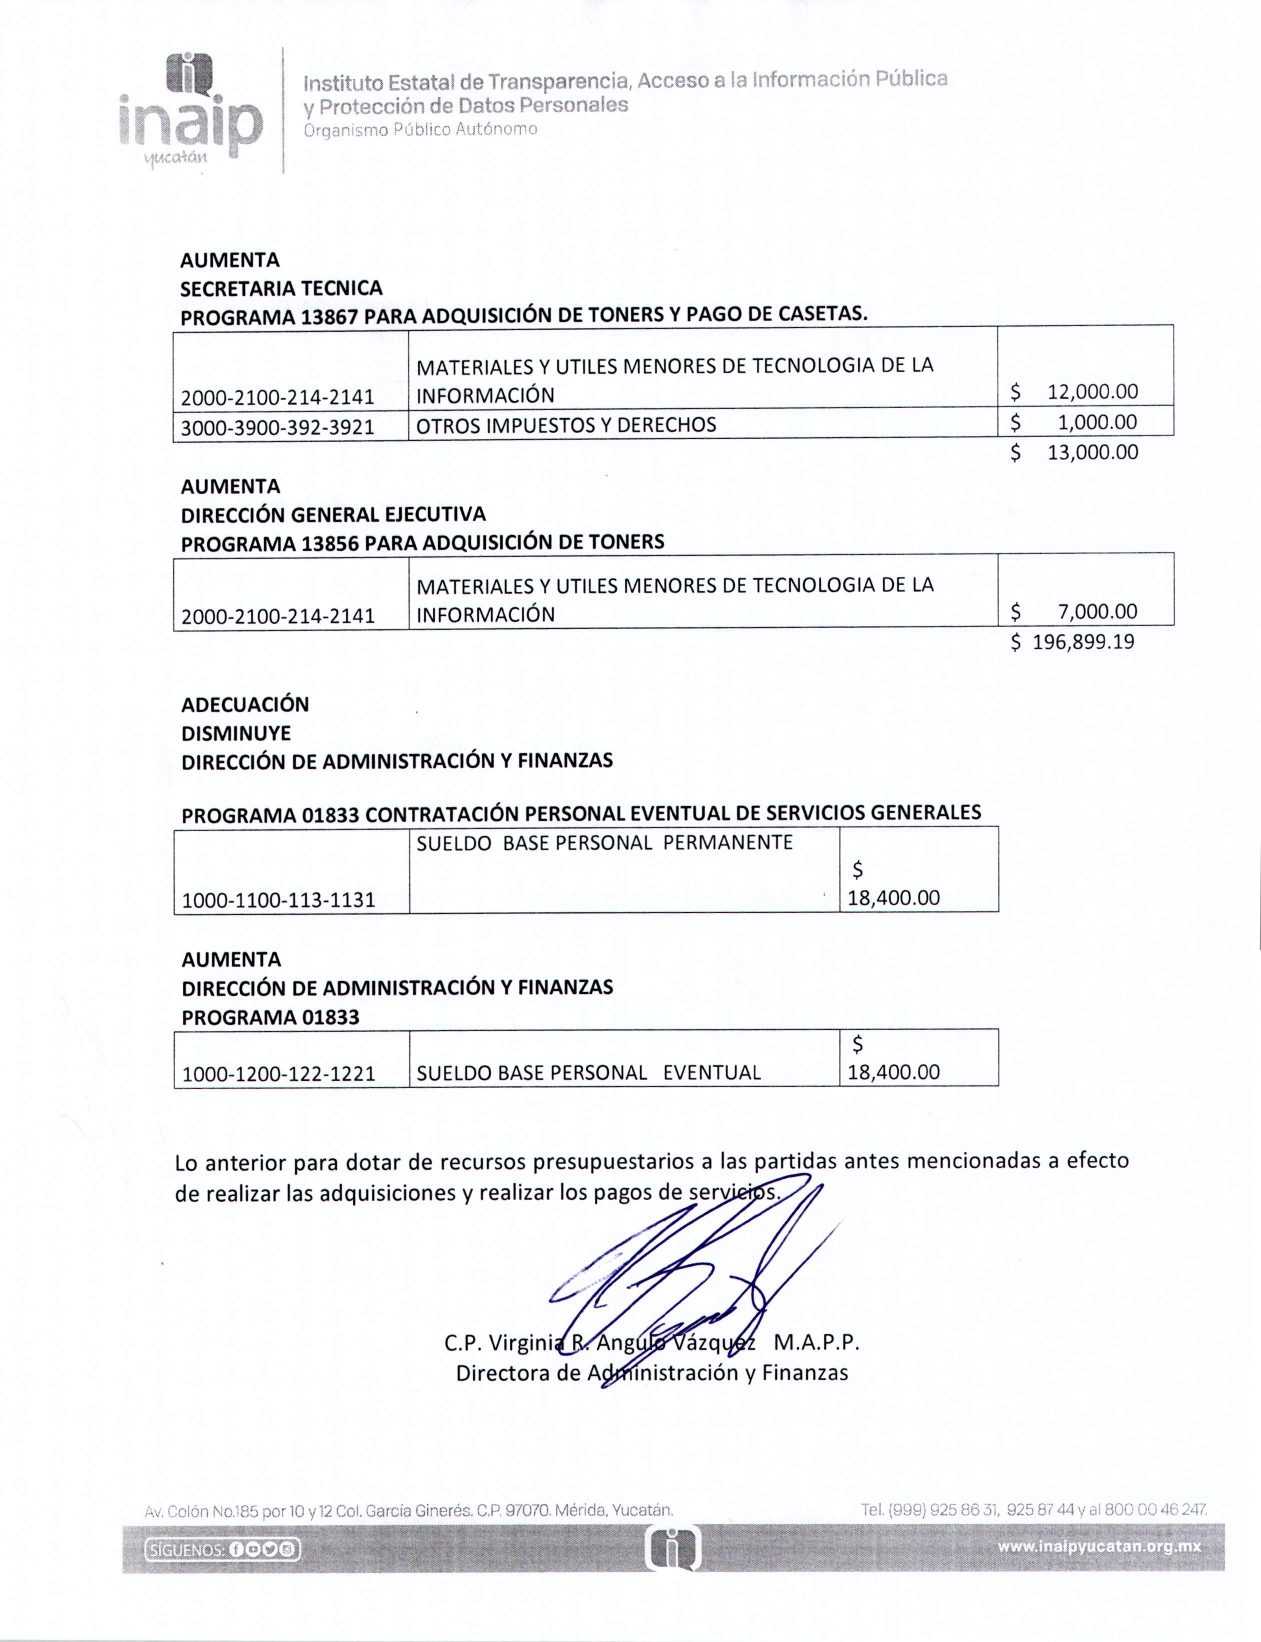 inaip
yucatán
Instituto Estatal de Transparencia, Acceso a la Información Pública
y Protección de Datos Personales
Organismo Público Autónomo
AUMENTA
SECRETARIA TECNICA
PROGRAMA 13867 PARA ADQUISICIÓN DE TONERS Y PAGO DE CASETAS.
MATERIALES Y UTILES MENORES DE TECNOLOGIA DE LA
2000-2100-214-2141 INFORMACIÓN $ 12,000.00
3000-3900-392-3921 OTROS IMPUESTOS Y DERECHOS $ 1,000.00
$ 13,000.00
AUMENTA
DIRECCIÓN GENERAL EJECUTIVA
PROGRAMA 13856 PARA ADQUISICIÓN DE TONERS
MATERIALES Y UTILES MENORES DE TECNOLOGIA DE LA
2000-2100-214-2141 INFORMACIÓN $ 7,000.00
$ 196,899.19
ADECUACIÓN
DISMINUYE
DIRECCIÓN DE ADMINISTRACIÓN Y FINANZAS
PROGRAMA 01833 CONTRATACIÓN PERSONAL EVENTUAL DE SERVICIOS GENERALES
SUELDO BASE PERSONAL PERMANENTE
$
1000-1100-113-1131 18,400.00
AUMENTA
DIRECCIÓN DE ADMINISTRACIÓN Y FINANZAS
PROGRAMA 01833
$
1000-1200-122-1221 SUELDO BASE PERSONAL EVENTUAL 18,400.00
Lo anterior para dotar de recursos presupuestarios a las partidas antes mencionadas a efecto
de realizar las adquisiciones y realizar los pagos de servicios.
C.P. Virginia R. Angulo Vázquez M.A.P.P.
Directora de Administración y Finanzas
Av. Colón No.185 por 10 y 12 Col. García Ginerés. C.P. 97070. Mérida, Yucatán. Tel. (999) 925 86 31, 925 87 44 y al 800 00 46 247.
SÍGUENOS: www.inaipyucatan.org.mx